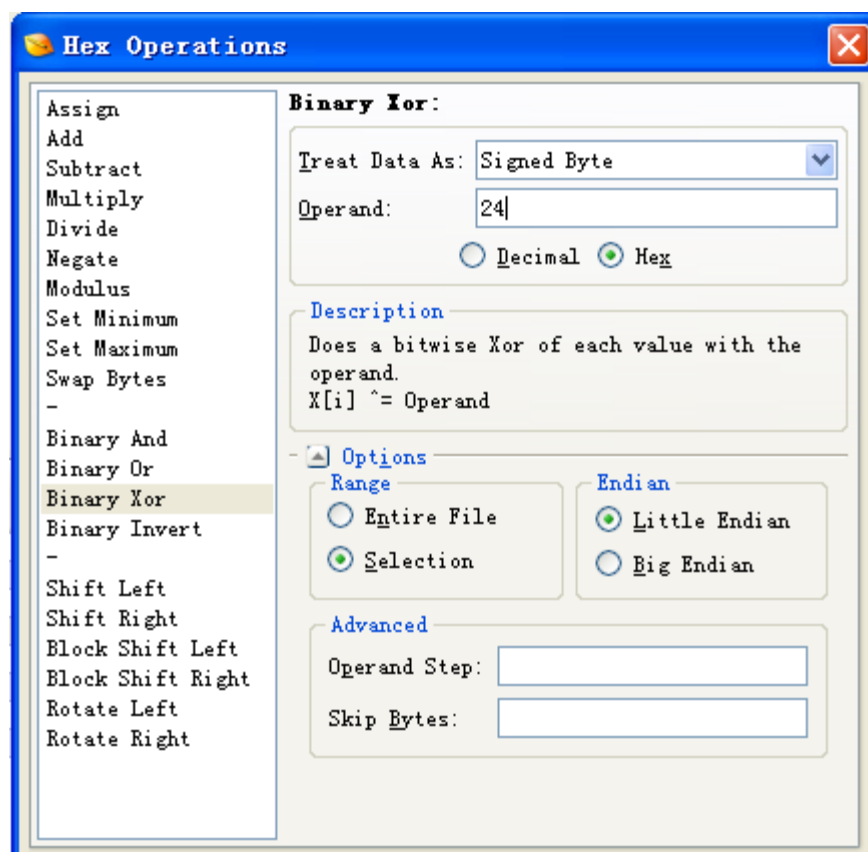 Hex Operations
Assign
Add
Subtract
Multiply
Divide
Negate
Modulus
Set Minimum
Set Maximum
Swap Bytes
-
Binary And
Binary Or
Binary Xor
Binary Invert
-
Shift Left
Shift Right
Block Shift Left
Block Shift Right
Rotate Left
Rotate Right
Binary Xor:
Treat Data As: Signed Byte
Operand: 24
Decimal Hex
Description
Does a bitwise Xor of each value with the
operand.
X[i] ^= Operand
Options
Range
Entire File
Selection
Endian
Little Endian
Big Endian
Advanced
Operand Step:
Skip Bytes: